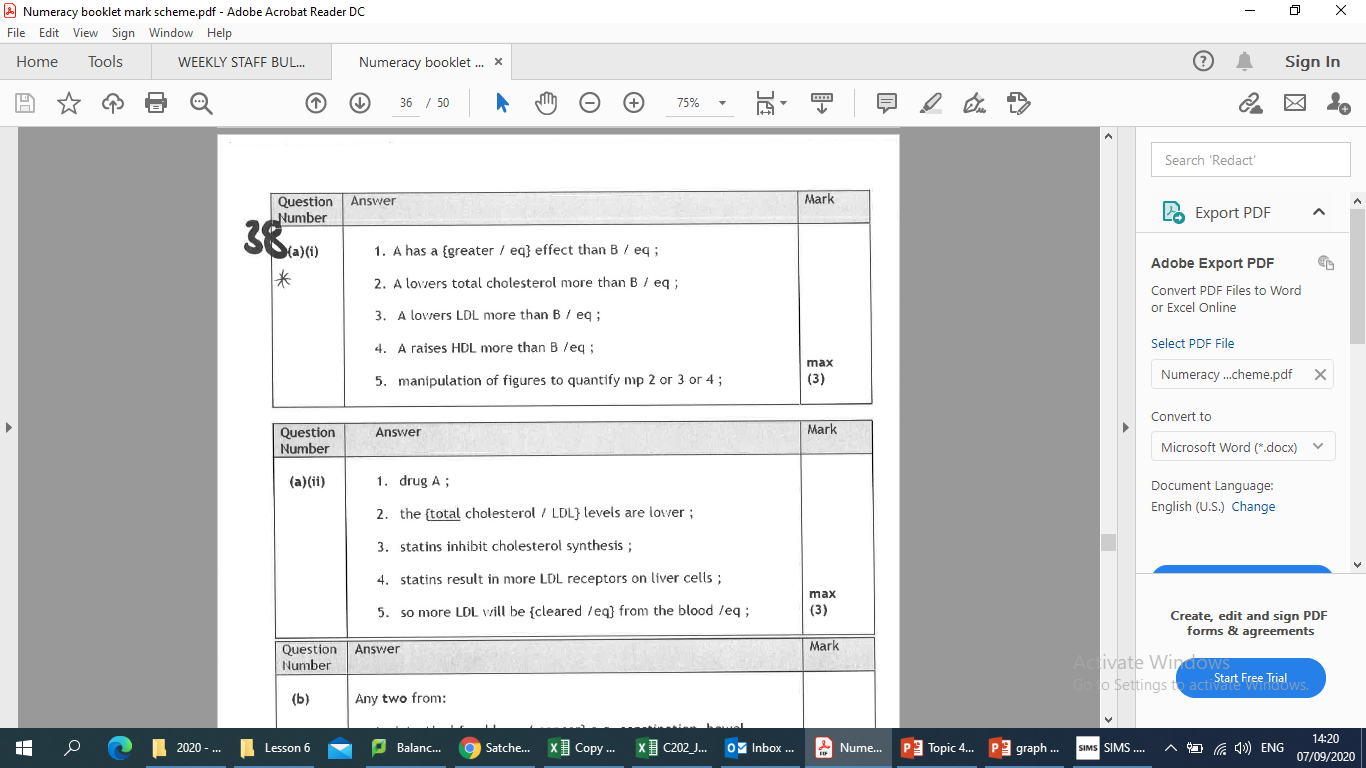 Numeracy booklet mark scheme.pdf - Adobe Acrobat Reader DC
File Edit View Sign Window Help
Home Tools WEEKLY STAFF BUL... Numeracy booklet ... × Sign In
36 / 50 75%
Search 'Redact'
Export PDF
Adobe Export PDF
Convert PDF Files to Word
or Excel Online
Select PDF File
Numeracy ...cheme.pdf
Convert to
Microsoft Word (*.docx)
Document Language:
English (U.S.) Change
Create, edit and sign PDF
forms & agreements
Start Free Trial
Activate Windows
Go to Settings to activate Windows.
Question Number Answer Mark
38 (a)(i)
*
1. A has a {greater / eq} effect than B / eq ;
2. A lowers total cholesterol more than B / eq ;
3. A lowers LDL more than B / eq ;
4. A raises HDL more than B /eq ;
5. manipulation of figures to quantify mp 2 or 3 or 4 ;
max
(3)
Question Number Answer Mark
(a)(ii)
1. drug A ;
2. the {total cholesterol / LDL} levels are lower ;
3. statins inhibit cholesterol synthesis ;
4. statins result in more LDL receptors on liver cells ;
5. so more LDL will be {cleared /eq} from the blood /eq ;
max
(3)
Question Number Answer Mark
(b) Any two from:
2020 - ... Lesson 6 Balanc... Satche... Copy ... C202_J... Inbox ... Nume... Topic 4... graph ... SIMS SIMS .... ENG 14:20
07/09/2020